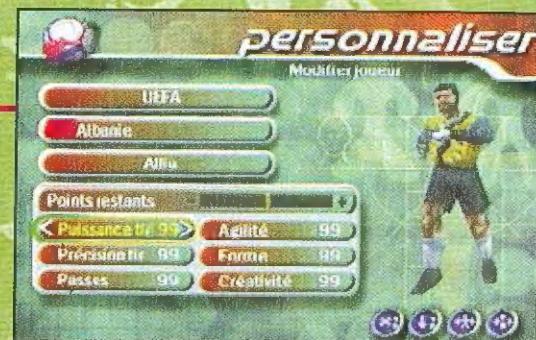 personnaliser
Modifier joueur
UEFA
Albanie
Points restants +
< Puissance tir 99 > Agilité 99
Précision tir 99 Forme 99
Passes 99 Créativité 99